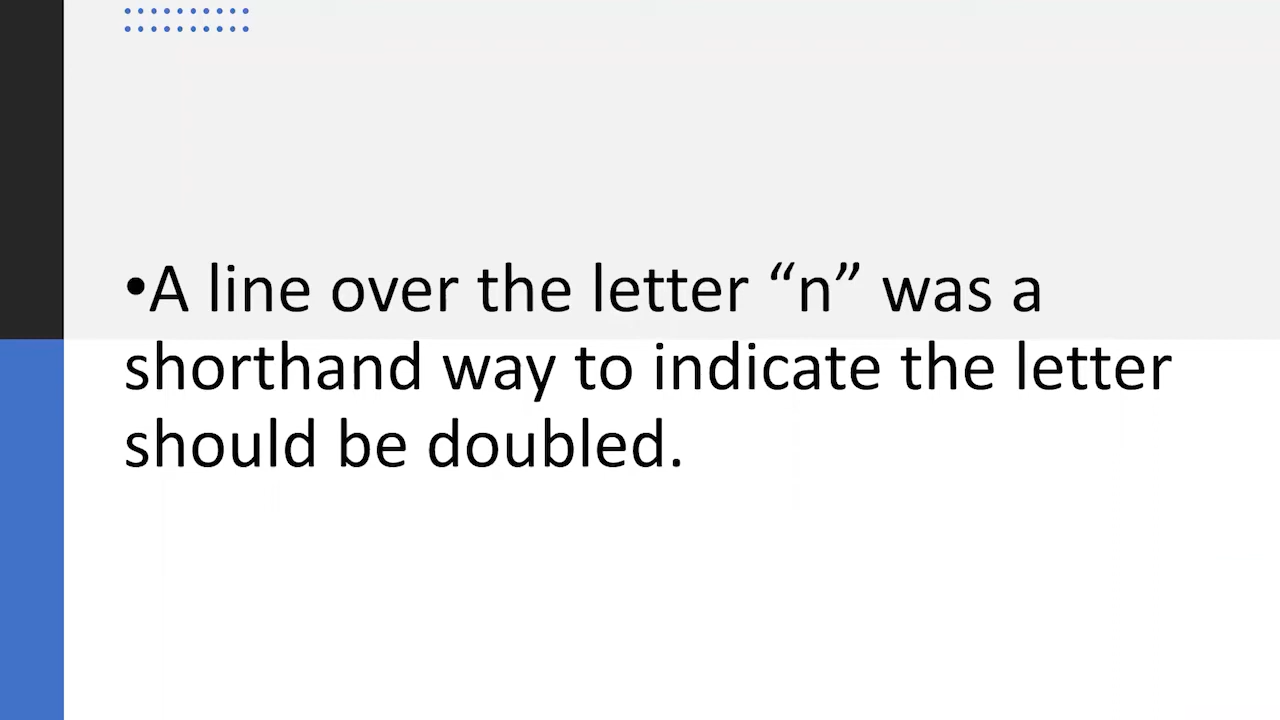 •A line over the letter “n” was a
shorthand way to indicate the letter
should be doubled.